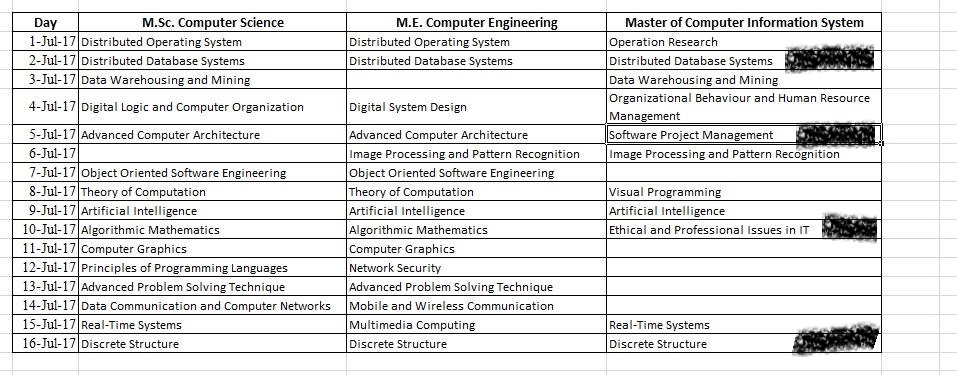 Day M.Sc. Computer Science M.E. Computer Engineering Master of Computer Information System
1-Jul-17 Distributed Operating System Distributed Operating System Operation Research
2-Jul-17 Distributed Database Systems Distributed Database Systems Distributed Database Systems
3-Jul-17 Data Warehousing and Mining Data Warehousing and Mining
4-Jul-17 Digital Logic and Computer Organization Digital System Design Organizational Behaviour and Human Resource
Management
5-Jul-17 Advanced Computer Architecture Advanced Computer Architecture Software Project Management
6-Jul-17 Image Processing and Pattern Recognition Image Processing and Pattern Recognition
7-Jul-17 Object Oriented Software Engineering Object Oriented Software Engineering
8-Jul-17 Theory of Computation Theory of Computation Visual Programming
9-Jul-17 Artificial Intelligence Artificial Intelligence Artificial Intelligence
10-Jul-17 Algorithmic Mathematics Algorithmic Mathematics Ethical and Professional Issues in IT
11-Jul-17 Computer Graphics Computer Graphics
12-Jul-17 Principles of Programming Languages Network Security
13-Jul-17 Advanced Problem Solving Technique Advanced Problem Solving Technique
14-Jul-17 Data Communication and Computer Networks Mobile and Wireless Communication
15-Jul-17 Real-Time Systems Multimedia Computing Real-Time Systems
16-Jul-17 Discrete Structure Discrete Structure Discrete Structure